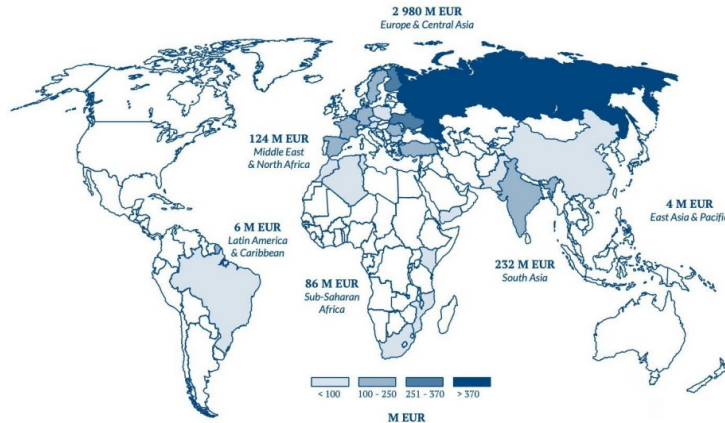 2 980 M EUR
Europe & Central Asia
124 M EUR
Middle East
& North Africa
6 M EUR
Latin America
& Caribbean
86 M EUR
Sub-Saharan
Africa
232 M EUR
South Asia
4 M EUR
East Asia & Pacific
< 100 100 - 250 251 - 370 > 370
M EUR